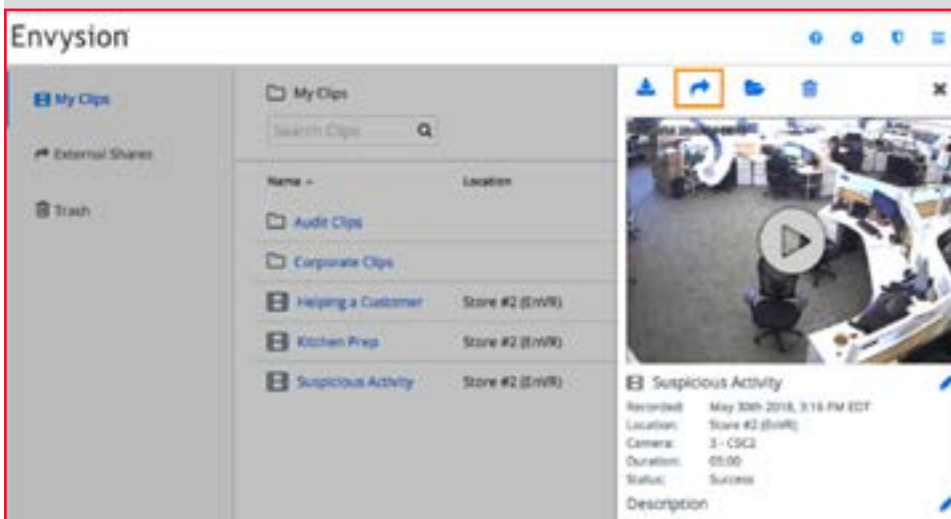 Envysion
My Clips
External Shares
Trash
My Clips
Search Clips
Name Location
Audit Clips
Corporate Clips
Helping a Customer Store #2 (EnVR)
Kitchen Prep Store #2 (EnVR)
Suspicious Activity Store #2 (EnVR)
Suspicious Activity
Recorded: May 30th 2018, 3:16 PM EDT
Location: Store #2 (EnVR)
Camera: 3 - CSC2
Duration: 05:00
Status: Success
Description